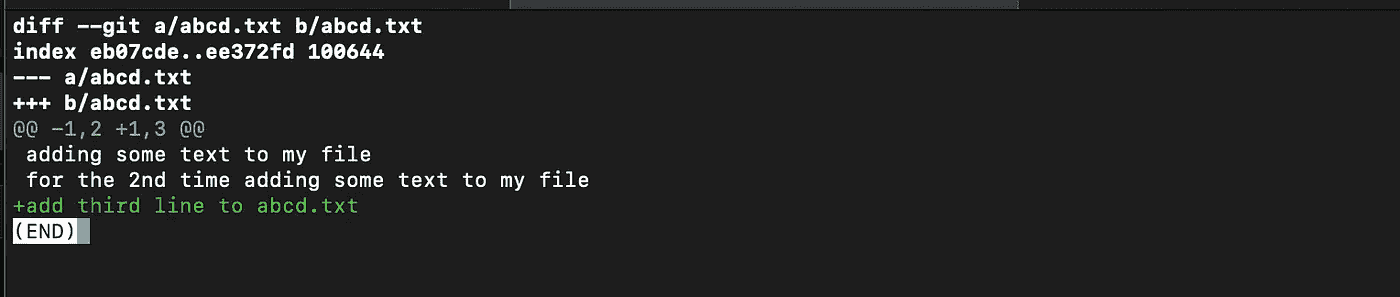 diff --git a/abcd.txt b/abcd.txt
index eb07cde..ee372fd 100644
--- a/abcd.txt
+++ b/abcd.txt
@@ -1,2 +1,3 @@
 adding some text to my file
 for the 2nd time adding some text to my file
+add third line to abcd.txt
(END)